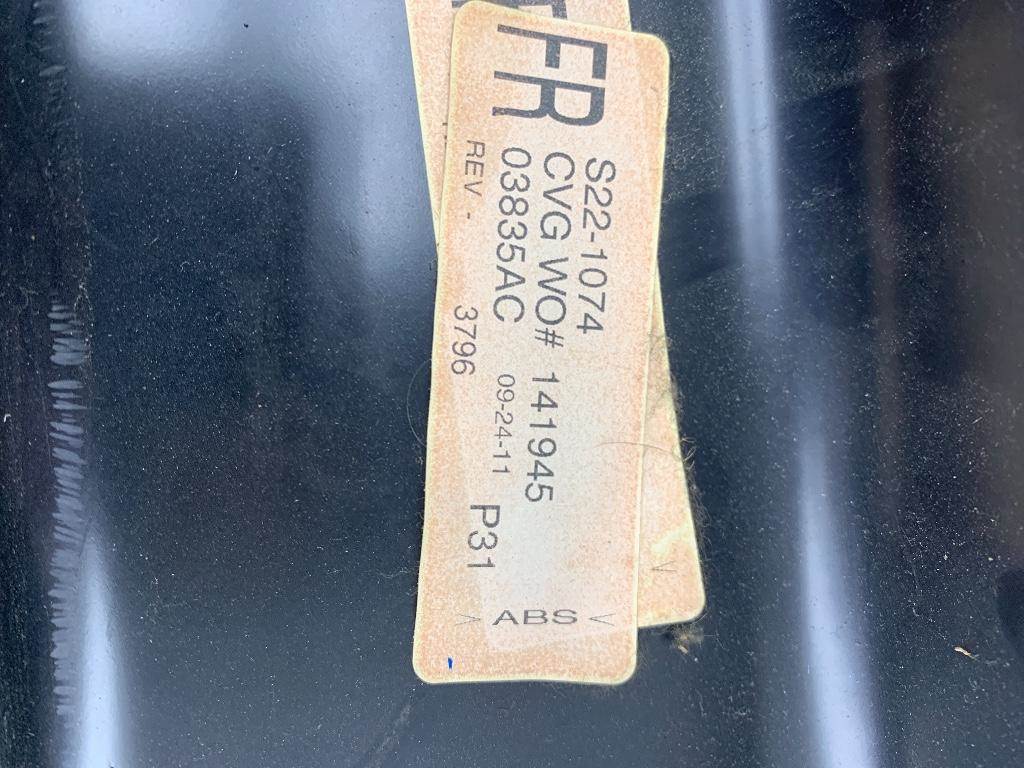 FR
S22-1074
CVG WO# 141945
03835AC 09-24-11
REV - 3796 P31
> ABS <